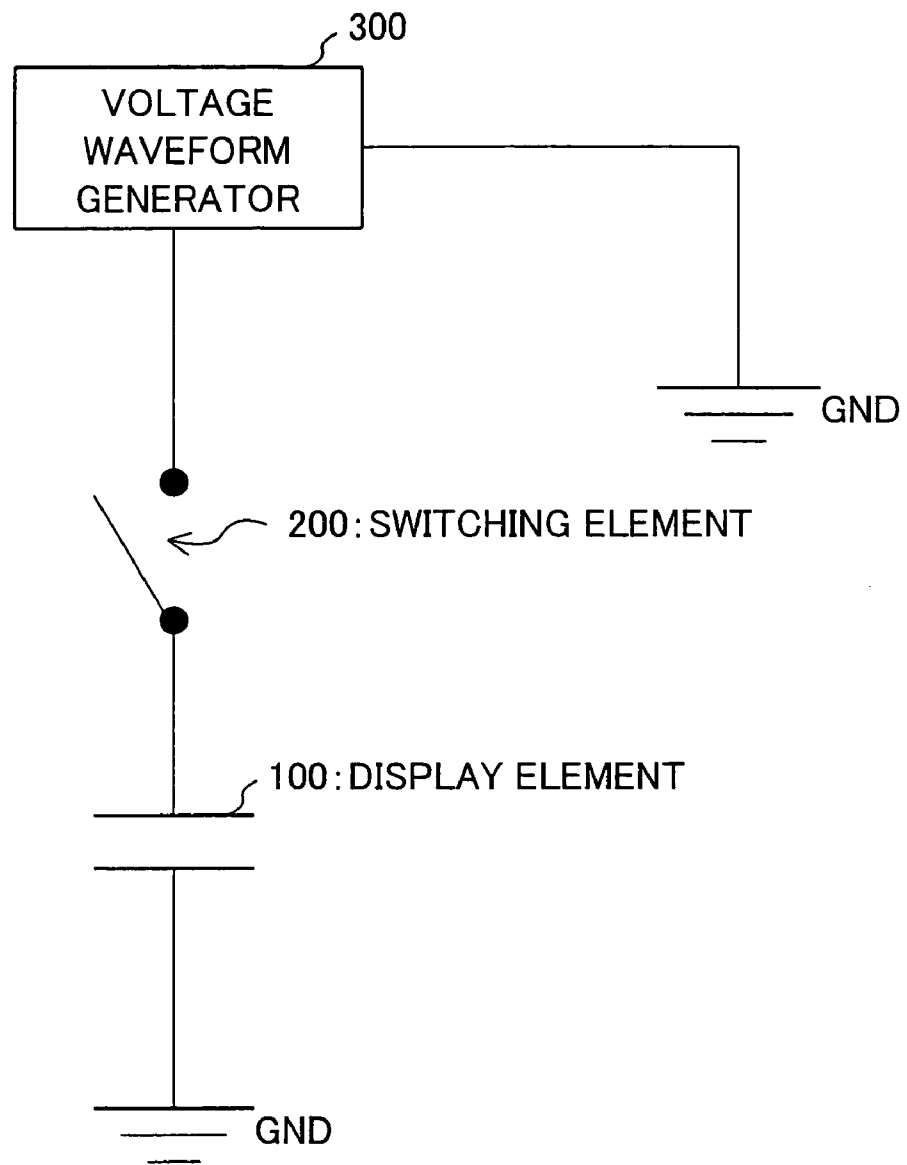 300
VOLTAGE
WAVEFORM
GENERATOR
GND
200: SWITCHING ELEMENT
100: DISPLAY ELEMENT
GND